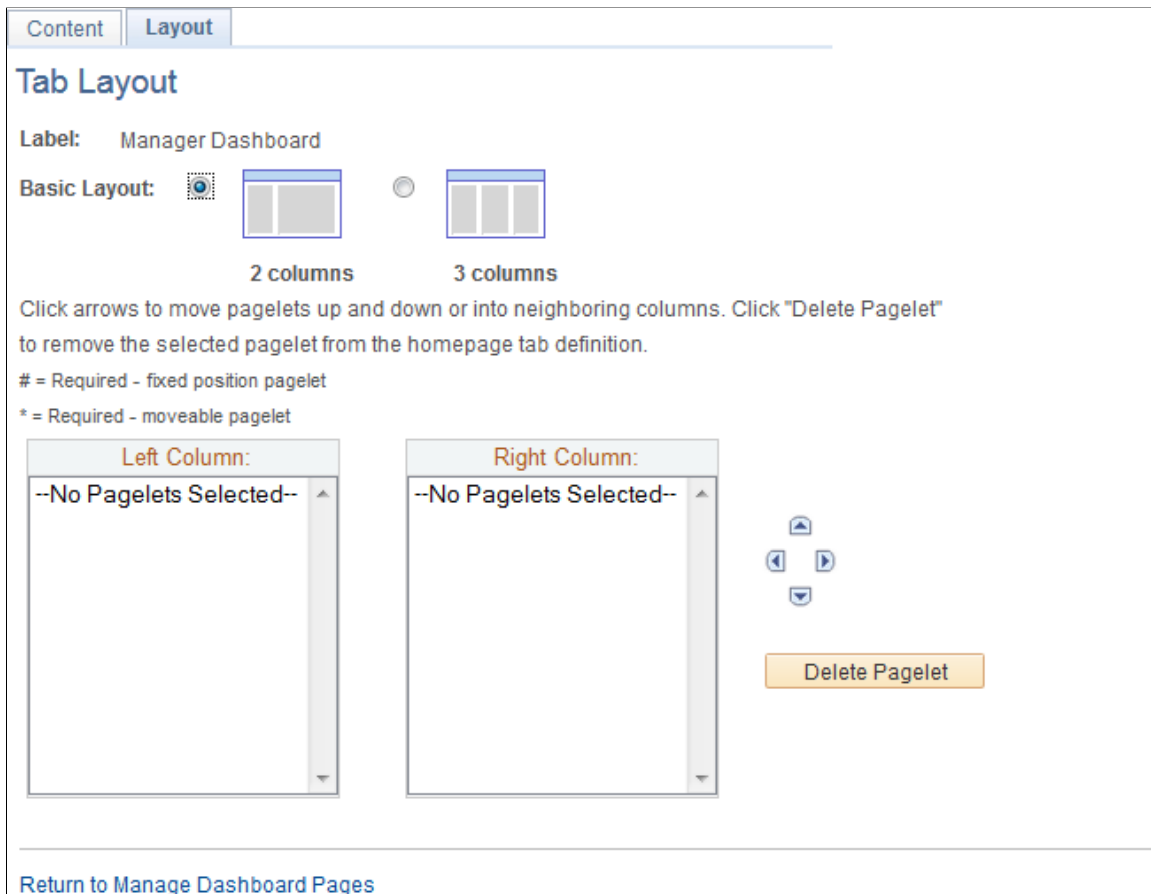 Content Layout
Tab Layout
Label: Manager Dashboard
Basic Layout:
2 columns 3 columns
Click arrows to move pagelets up and down or into neighboring columns. Click "Delete Pagelet"
to remove the selected pagelet from the homepage tab definition.
# = Required - fixed position pagelet
* = Required - moveable pagelet
Left Column: Right Column:
--No Pagelets Selected-- --No Pagelets Selected--
Delete Pagelet
Return to Manage Dashboard Pages